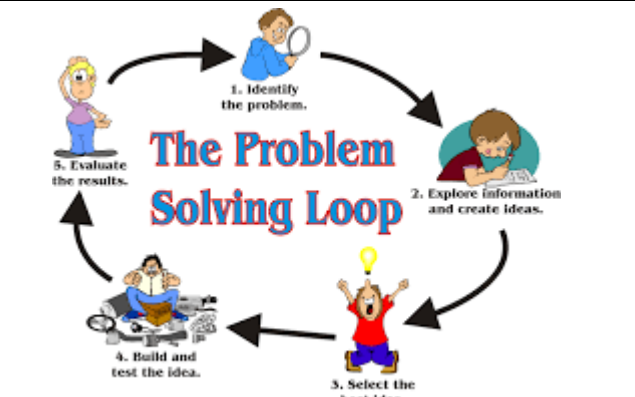 1. Identify
the problem.
The Problem
Solving Loop
5. Evaluate
the results.
2. Explore information
and create ideas.
4. Build and
test the idea.
3. Select the